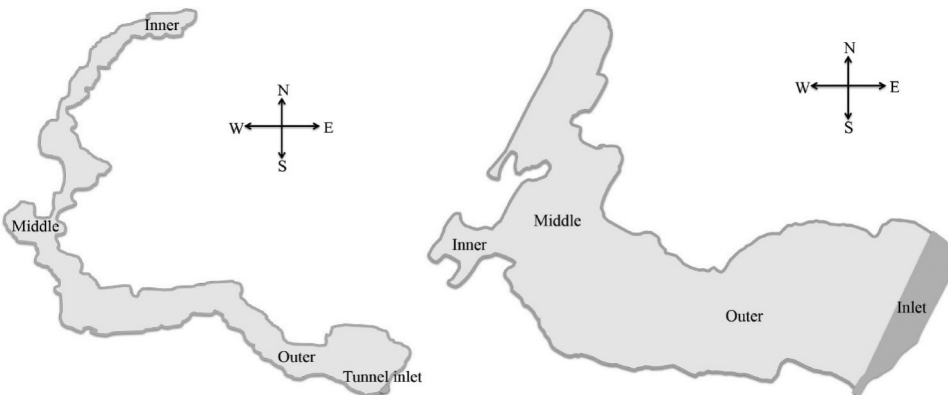 Inner
N
W
E
S
Middle
Outer
Tunnel inlet
N
W
E
S
Inner
Middle
Outer
Inlet